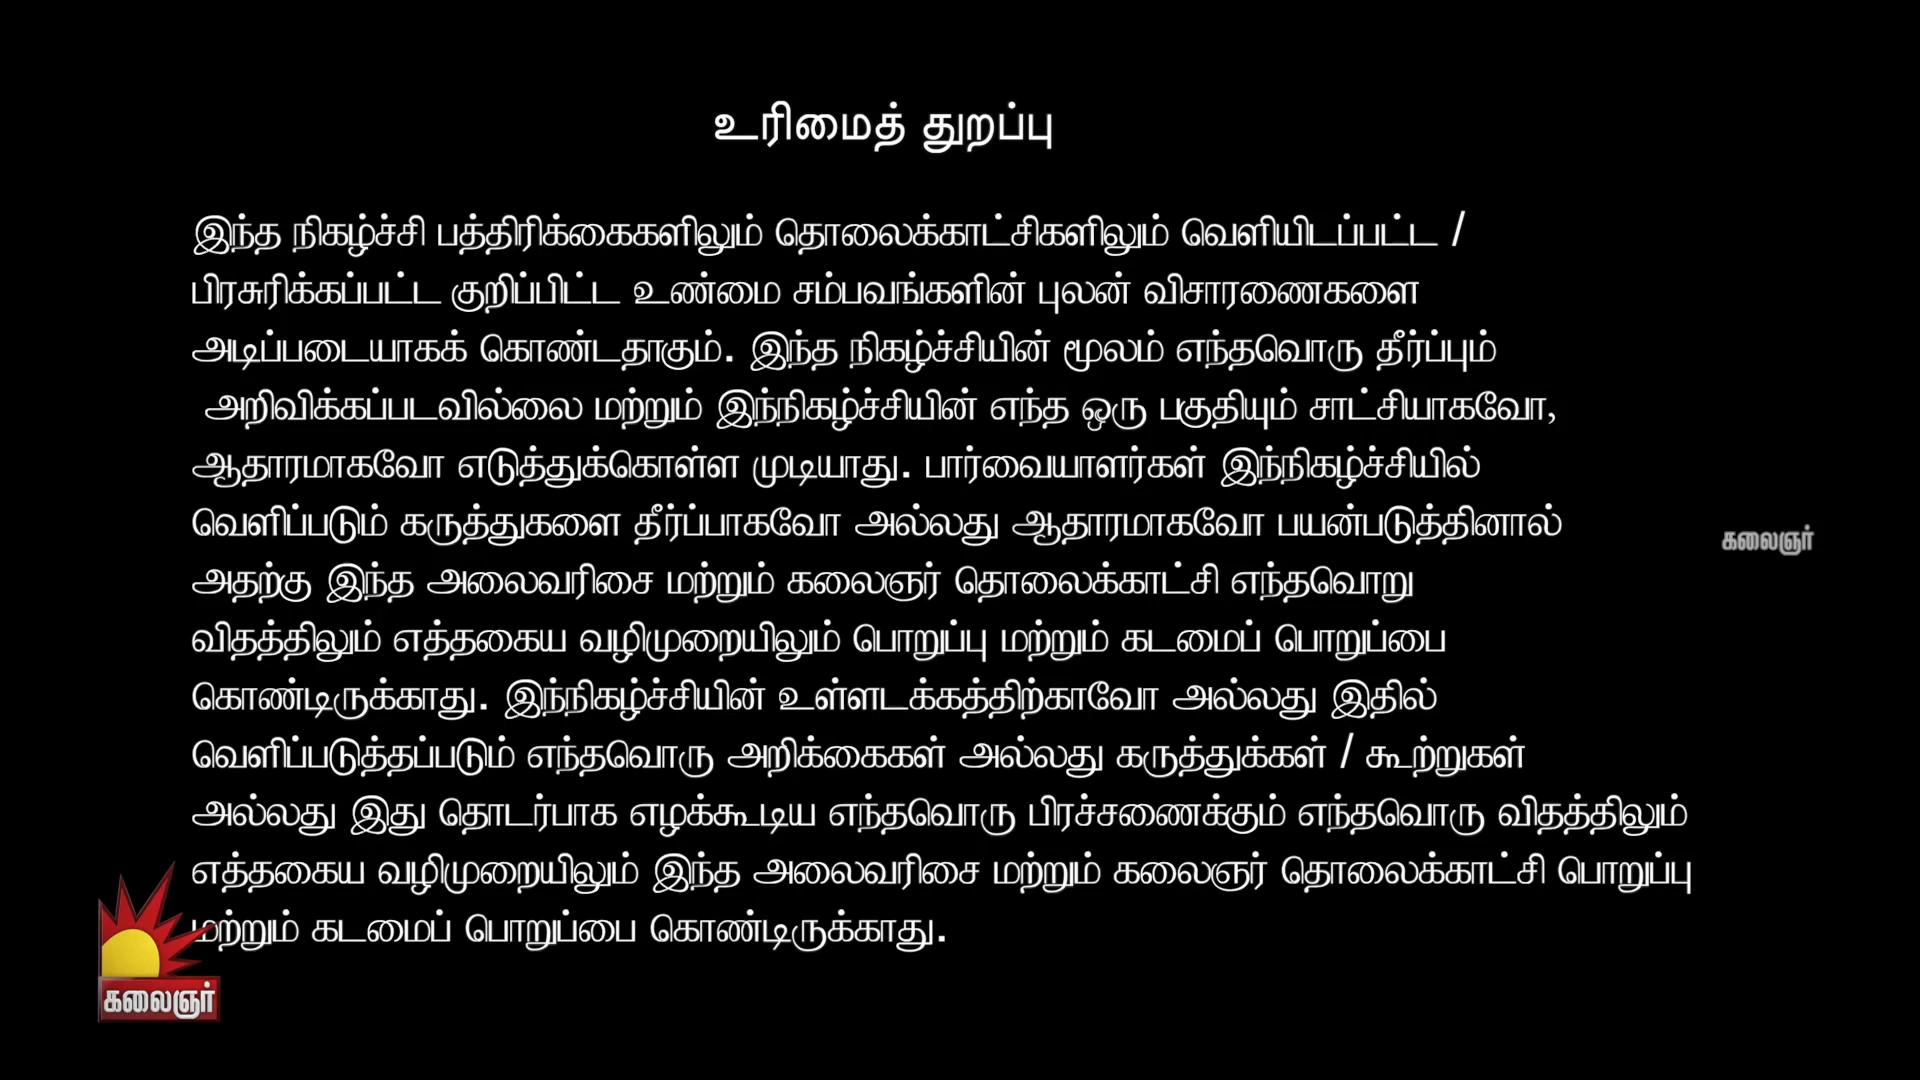 உரிமைத் துறப்பு
இந்த நிகழ்ச்சி பத்திரிக்கைகளிலும் தொலைக்காட்சிகளிலும் வெளியிடப்பட்ட /
பிரசுரிக்கப்பட்ட குறிப்பிட்ட உண்மை சம்பவங்களின் புலன் விசாரணைகளை
அடிப்படையாகக் கொண்டதாகும். இந்த நிகழ்ச்சியின் மூலம் எந்தவொரு தீர்ப்பும்
அறிவிக்கப்படவில்லை மற்றும் இந்நிகழ்ச்சியின் எந்த ஒரு பகுதியும் சாட்சியாகவோ,
ஆதாரமாகவோ எடுத்துக்கொள்ள முடியாது. பார்வையாளர்கள் இந்நிகழ்ச்சியில்
வெளிப்படும் கருத்துகளை தீர்ப்பாகவோ அல்லது ஆதாரமாகவோ பயன்படுத்தினால்
அதற்கு இந்த அலைவரிசை மற்றும் கலைஞர் தொலைக்காட்சி எந்தவொறு
விதத்திலும் எத்தகைய வழிமுறையிலும் பொறுப்பு மற்றும் கடமைப் பொறுப்பை
கொண்டிருக்காது. இந்நிகழ்ச்சியின் உள்ளடக்கத்திற்காவோ அல்லது இதில்
வெளிப்படுத்தப்படும் எந்தவொரு அறிக்கைகள் அல்லது கருத்துக்கள் / கூற்றுகள்
அல்லது இது தொடர்பாக எழக்கூடிய எந்தவொரு பிரச்சணைக்கும் எந்தவொரு விதத்திலும்
எத்தகைய வழிமுறையிலும் இந்த அலைவரிசை மற்றும் கலைஞர் தொலைக்காட்சி பொறுப்பு
மற்றும் கடமைப் பொறுப்பை கொண்டிருக்காது.
கலைஞர்
கலைஞர்